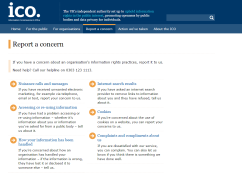 ico.
The UK's independent authority set up to uphold information
rights in the public interest, promoting openness by public
bodies and data privacy for individuals.
Home
For the public
For organisations
Report a concern
Action we've taken
About the ICO
Report a concern
If you have a concern about an organisation's information rights practices, report it to us.
Need help? Call our helpline on 0303 123 1113.
Nuisance calls and messages
If you have received unwanted electronic
marketing, for example via telephone,
email or text, report your concern to us.
Accessing or re-using information
If you have had a problem accessing or
re-using information - whether it's
information about you or information
you've asked for from a public body - tell
us about it.
How your information has been
handled
If you're concerned about how an
organisation has handled your
information - if the wrong,
they have lost it or disclosed it to
someone else - tell us.
Internet search results
If you have asked an internet search
provider to remove links to information
about you and they have refused, tell us
about it.
Cookies
If you're concerned about the use of
cookies on a website, you can report your
concerns to us.
Complaints and compliments about
us
If you are dissatisfied with our service,
you can complain. You can also let us
know if you think there is something we
have done well.